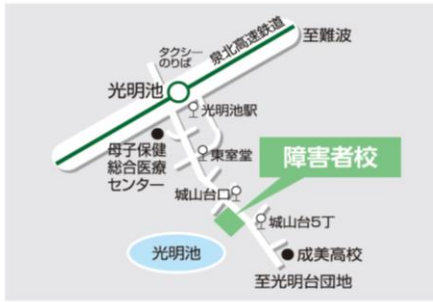 至難波
泉北高速鉄道
タクシー
のりば
光明池
光明池駅
母子保健
総合医療
センター
東室堂
障害者校
城山台口
城山台5丁
光明池
成美高校
至光明台団地